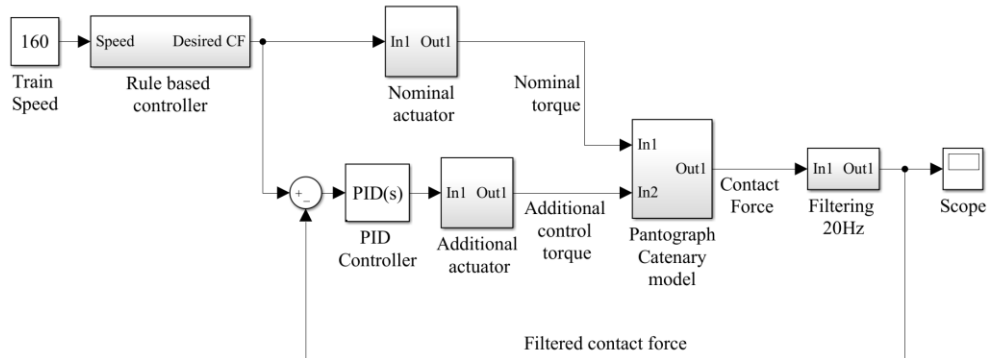 160
Train
Speed
Speed Desired CF
Rule based
controller
In1 Out1
Nominal
actuator
Nominal
torque
+
−
PID(s)
PID
Controller
In1 Out1
Additional
actuator
Additional
control
torque
In1
Out1
In2
Pantograph
Catenary
model
Contact
Force
In1 Out1
Filtering
20Hz
Scope
Filtered contact force